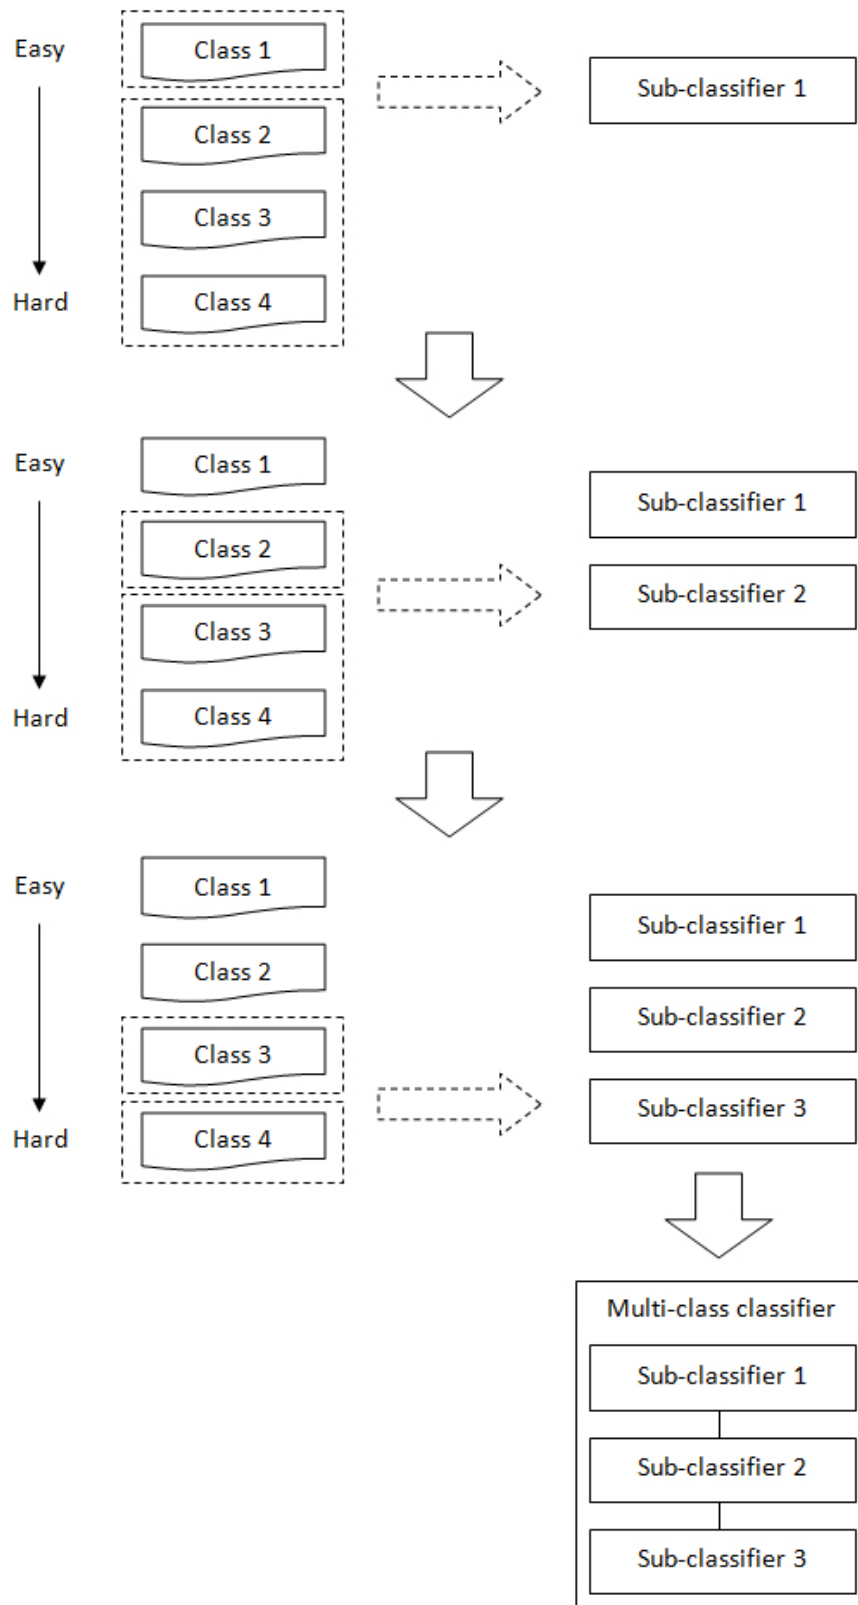 Easy
Class 1
Sub-classifier 1
Class 2
Class 3
Hard
Class 4
Easy
Class 1
Sub-classifier 1
Class 2
Sub-classifier 2
Class 3
Hard
Class 4
Easy
Class 1
Sub-classifier 1
Class 2
Sub-classifier 2
Class 3
Sub-classifier 3
Hard
Class 4
Multi-class classifier
Sub-classifier 1
Sub-classifier 2
Sub-classifier 3